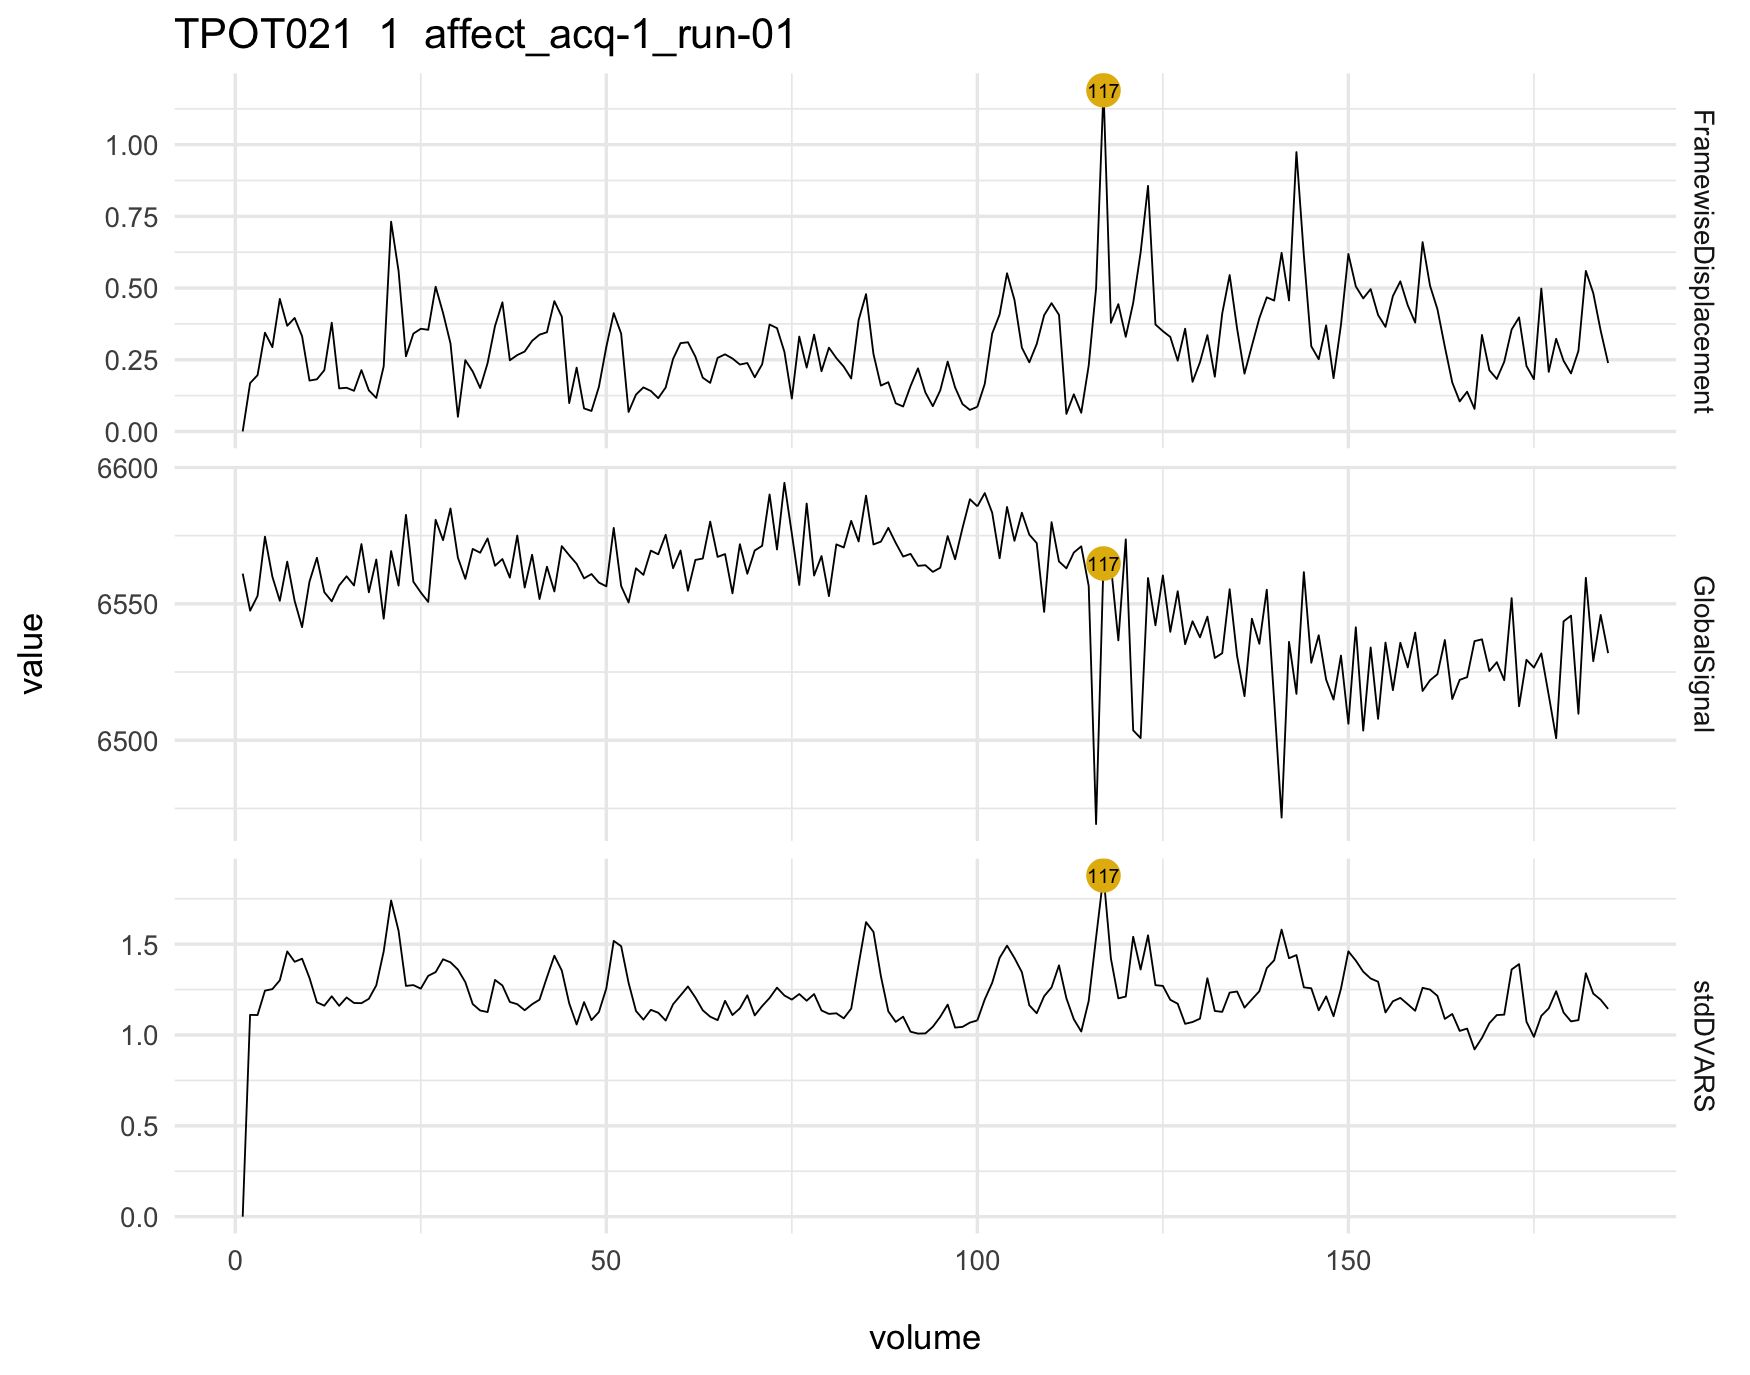 TPOT021 1 affect_acq-1_run-01
117
1.00
0.75
0.50
0.25
0.00
FramewiseDisplacement
6600
6550
6500
117
GlobalSignal
value
117
1.5
1.0
0.5
0.0
stdDVARS
0 50 100 150
volume